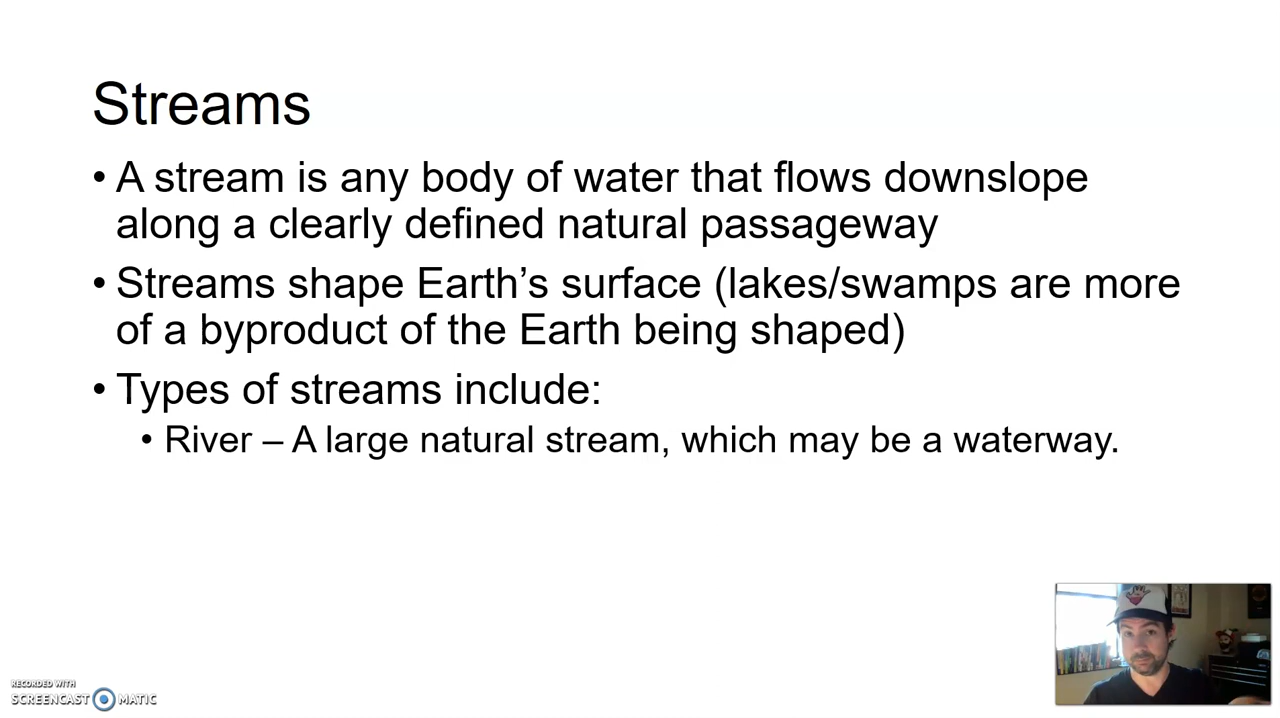 Streams
• A stream is any body of water that flows downslope
along a clearly defined natural passageway
• Streams shape Earth’s surface (lakes/swamps are more
of a byproduct of the Earth being shaped)
• Types of streams include:
• River – A large natural stream, which may be a waterway.
RECORDED WITH
SCREENCAST MATIC